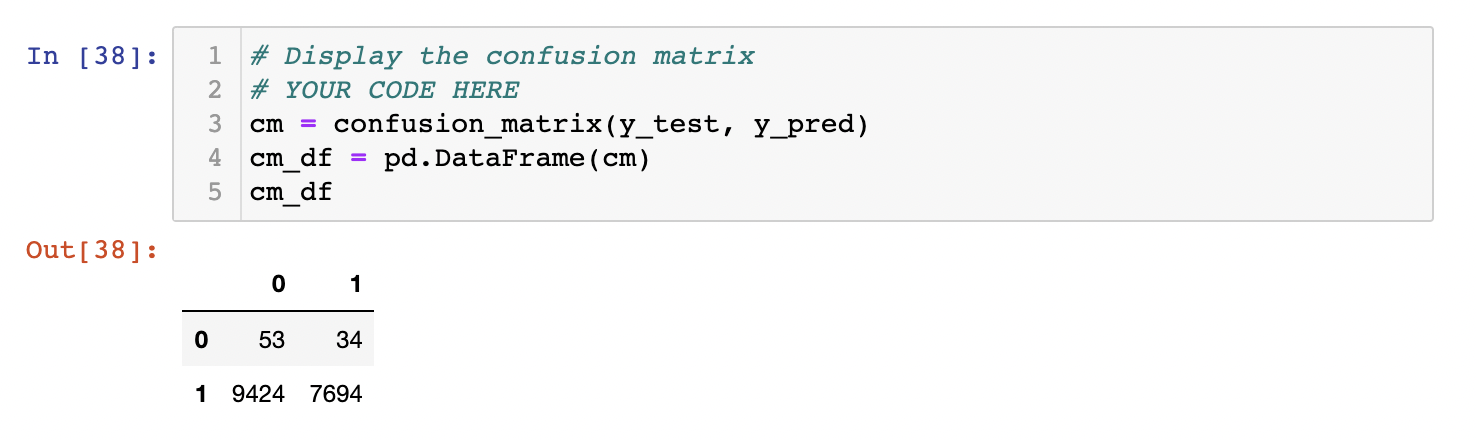 In [38]:
1 # Display the confusion matrix
2 # YOUR CODE HERE
3 cm = confusion_matrix(y_test, y_pred)
4 cm_df = pd.DataFrame(cm)
5 cm_df
Out[38]:
0 1
0 53 34
1 9424 7694